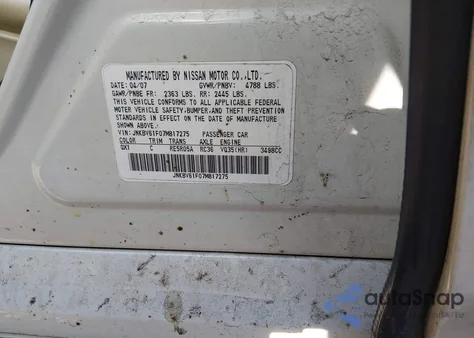 MANUFACTURED BY NISSAN MOTOR CO.,LTD.
DATE: 04/07 GVWR/PNBV: 4788 LBS.
GAWR/PNBE FR: 2363 LBS. RR: 2445 LBS.
THIS VEHICLE CONFORMS TO ALL APPLICABLE FEDERAL
MOTOR VEHICLE SAFETY, BUMPER, AND THEFT PREVENTION
STANDARDS IN EFFECT ON THE DATE OF MANUFACTURE
SHOWN ABOVE.
VIN: JNKBV61F07M817275 PASSENGER CAR
COLOR TRIM TRANS AXLE ENGINE
QX1 C RE5R05A RC36 VQ35(HR) 3498CC
JNKBV61F07M817275
autoSnap